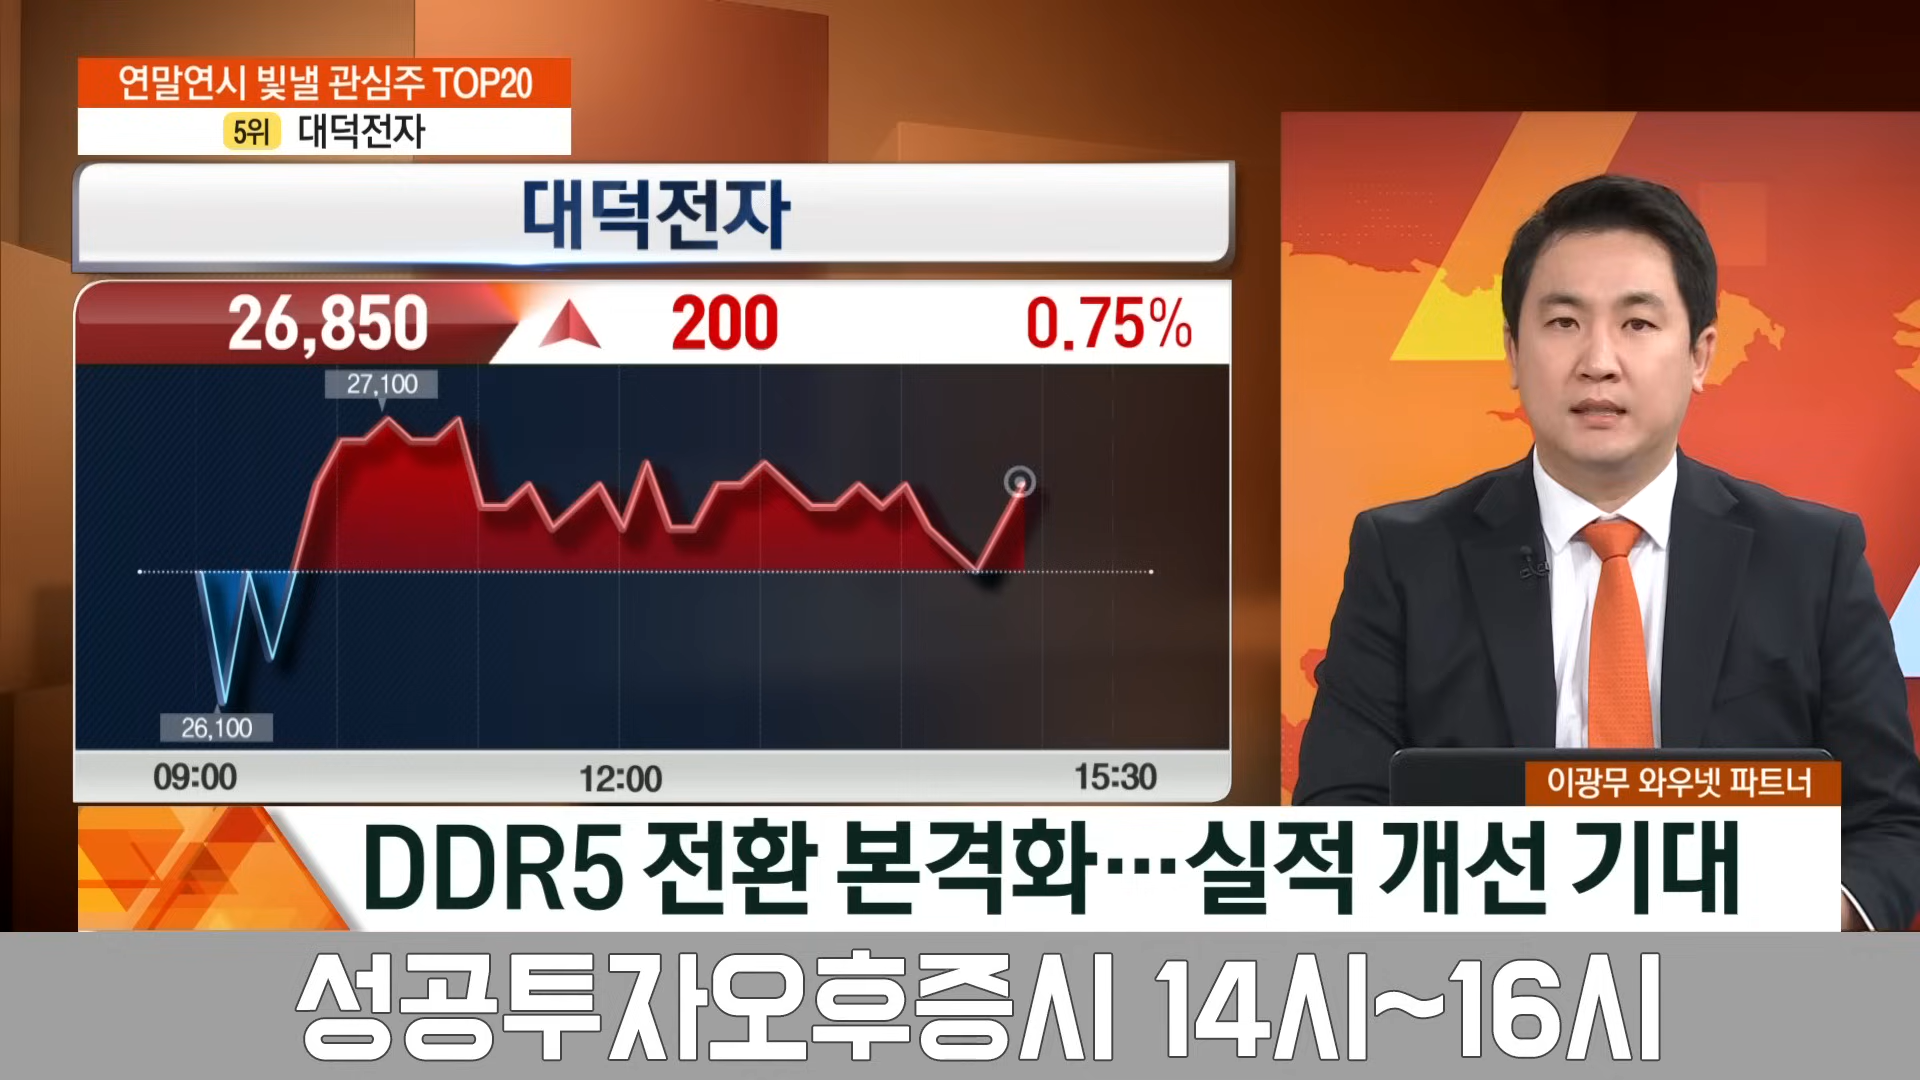 연말연시 빛낼 관심주 TOP20
5위 대덕전자
대덕전자
26,850 200 0.75%
27,100
26,100
09:00 12:00 15:30
이광무 와우넷 파트너
DDR5 전환 본격화…실적 개선 기대
성공투자오후증시 14시~16시